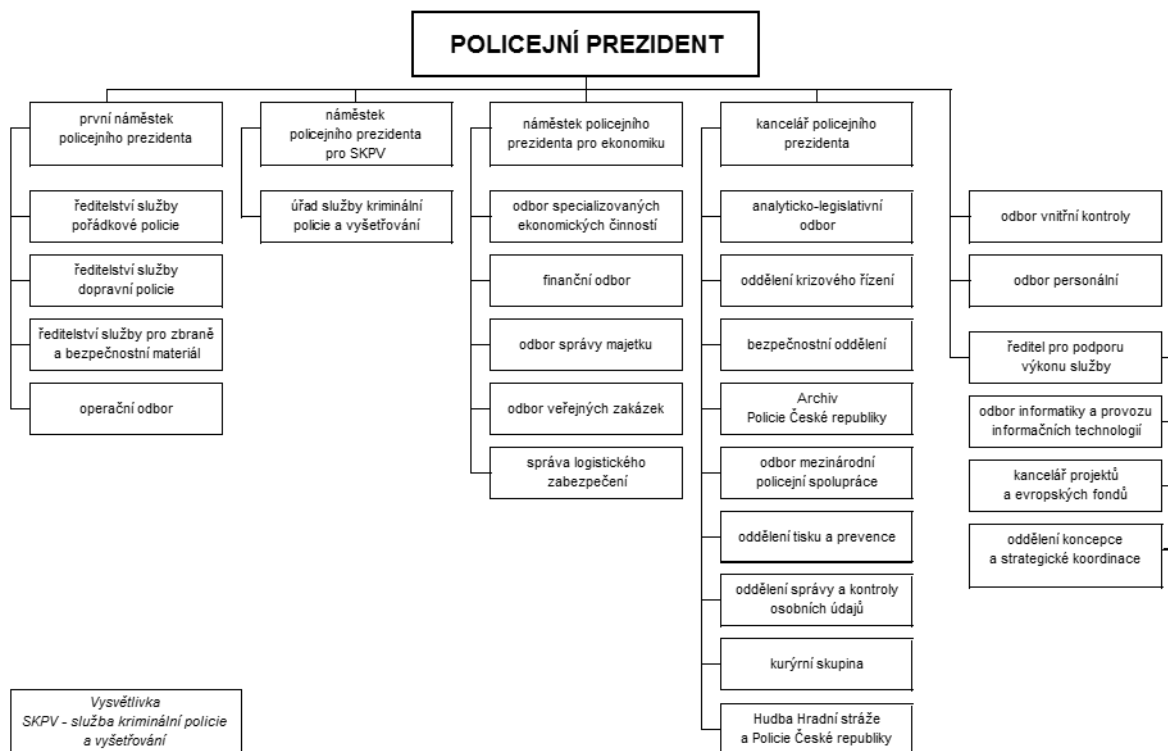 POLICEJNÍ PREZIDENT
první náměstek
policejního prezidenta
ředitelství služby
pořádkové policie
ředitelství služby
dopravní policie
ředitelství služby pro zbraně
a bezpečnostní materiál
operační odbor
náměstek
policejního prezidenta
pro SKPV
úřad služby kriminální
policie a vyšetřování
náměstek policejního
prezidenta pro ekonomiku
odbor specializovaných
ekonomických činností
finanční odbor
odbor správy majetku
odbor veřejných zakázek
správa logistického
zabezpečení
kancelář policejního
prezidenta
analyticko-legislativní
odbor
oddělení krizového řízení
bezpečnostní oddělení
Archiv
Policie České republiky
odbor mezinárodní
policejní spolupráce
oddělení tisku a prevence
oddělení správy a kontroly
osobních údajů
kurýrní skupina
Hudba Hradní stráže
a Policie České republiky
odbor vnitřní kontroly
odbor personální
ředitel pro podporu
výkonu služby
odbor informatiky a provozu
informačních technologií
kancelář projektů
a evropských fondů
oddělení koncepce
a strategické koordinace
Vysvětlivka
SKPV - služba kriminální policie
a vyšetřování